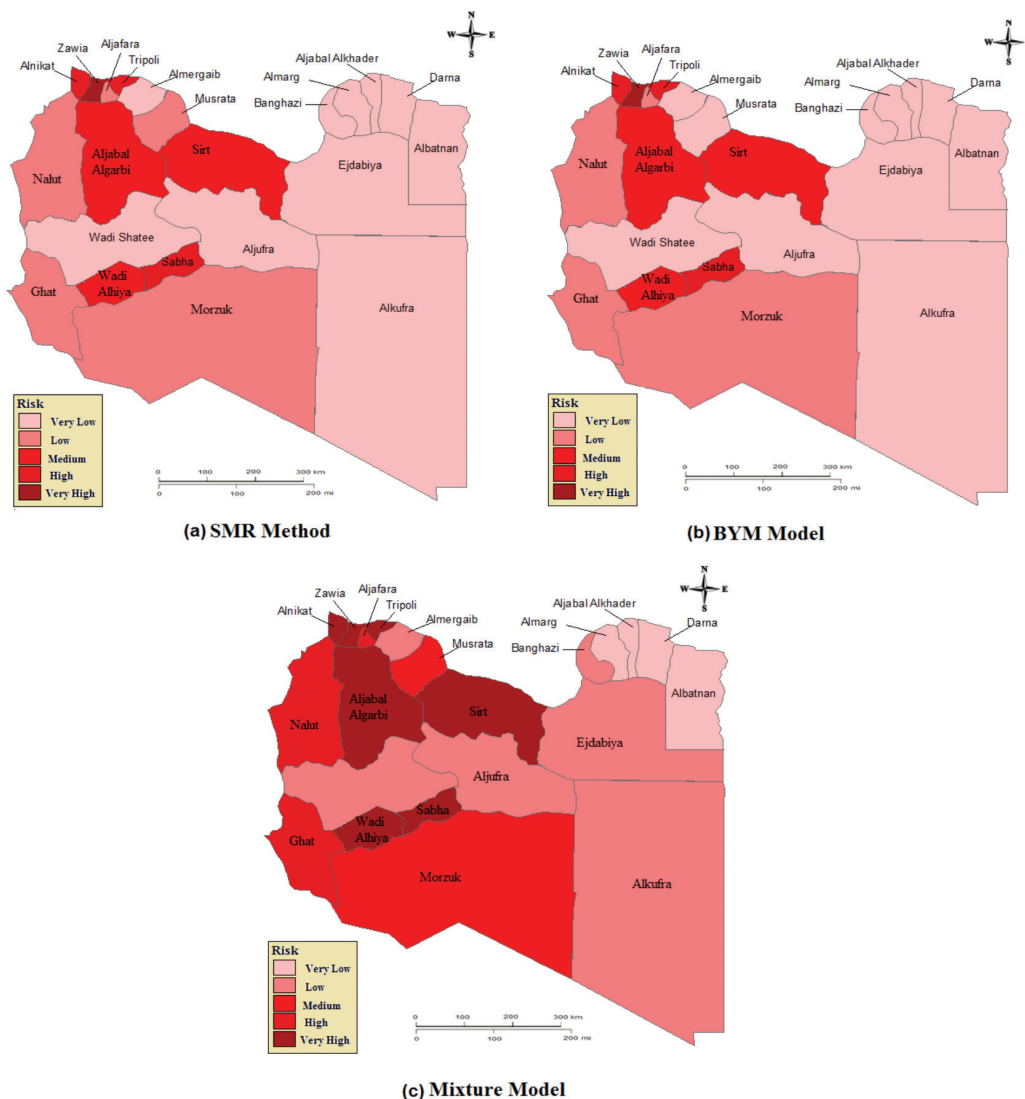 N
W E
S
Zawia
Aljafara
Tripoli
Alnikat
Almergaib
Musrata
Aljabal Alkhader
Almarg
Darna
Banghazi
Albatnan
Aljabal
Algarbi
Sirt
Ejdabiya
Nalut
Wadi Shatee
Aljufra
Sabha
Wadi
Alhiya
Ghat
Morzuk
Alkufra
Risk
Very Low
Low
Medium
High
Very High
0 100 200 300 km
0 100 200 mi
(a) SMR Method
N
W E
S
Zawia
Aljafara
Tripoli
Alnikat
Almergaib
Musrata
Aljabal Alkhader
Almarg
Darna
Banghazi
Albatnan
Aljabal
Algarbi
Sirt
Ejdabiya
Nalut
Wadi Shatee
Aljufra
Sabha
Wadi
Alhiya
Ghat
Morzuk
Alkufra
Risk
Very Low
Low
Medium
High
Very High
0 100 200 300 km
0 100 200 mi
(b) BYM Model
N
W E
S
Zawia
Aljafara
Tripoli
Alnikat
Almergaib
Musrata
Aljabal Alkhader
Almarg
Darna
Banghazi
Albatnan
Aljabal
Algarbi
Sirt
Ejdabiya
Nalut
Aljufra
Sabha
Wadi
Alhiya
Ghat
Morzuk
Alkufra
Risk
Very Low
Low
Medium
High
Very High
0 100 200 300 km
0 100 200 mi
(c) Mixture Model